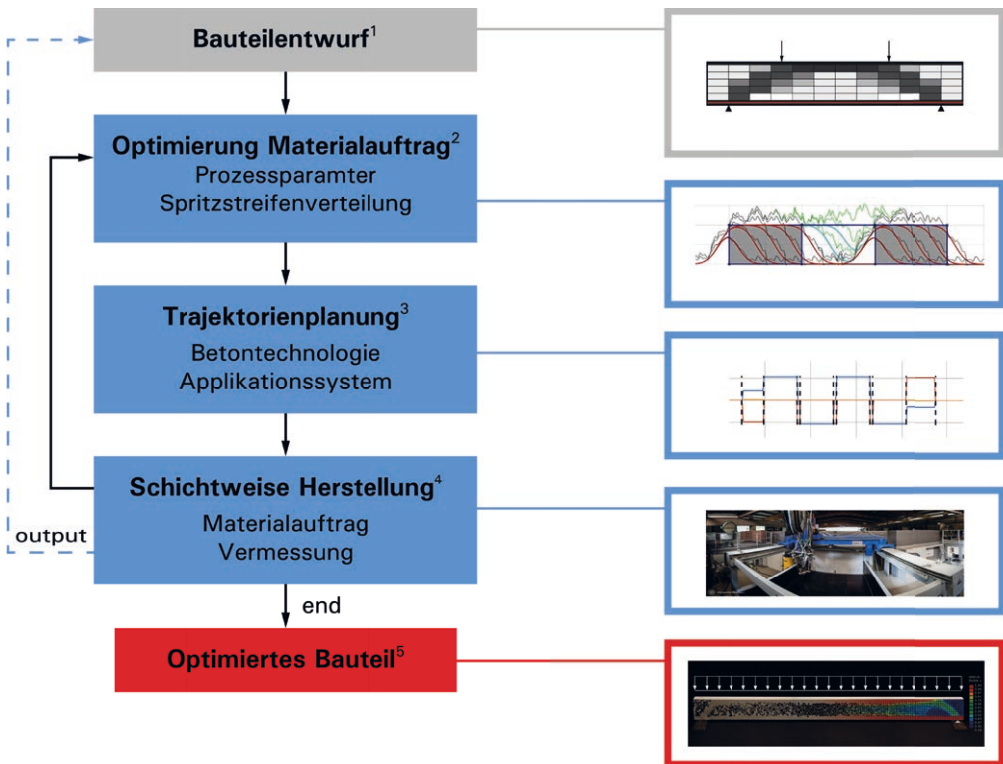 Bauteilentwurf¹
Optimierung Materialauftrag²
Prozessparamter
Spritzstreifenverteilung
Trajektorienplanung³
Betontechnologie
Applikationssystem
Schichtweise Herstellung⁴
Materialauftrag
Vermessung
output
end
Optimiertes Bauteil⁵